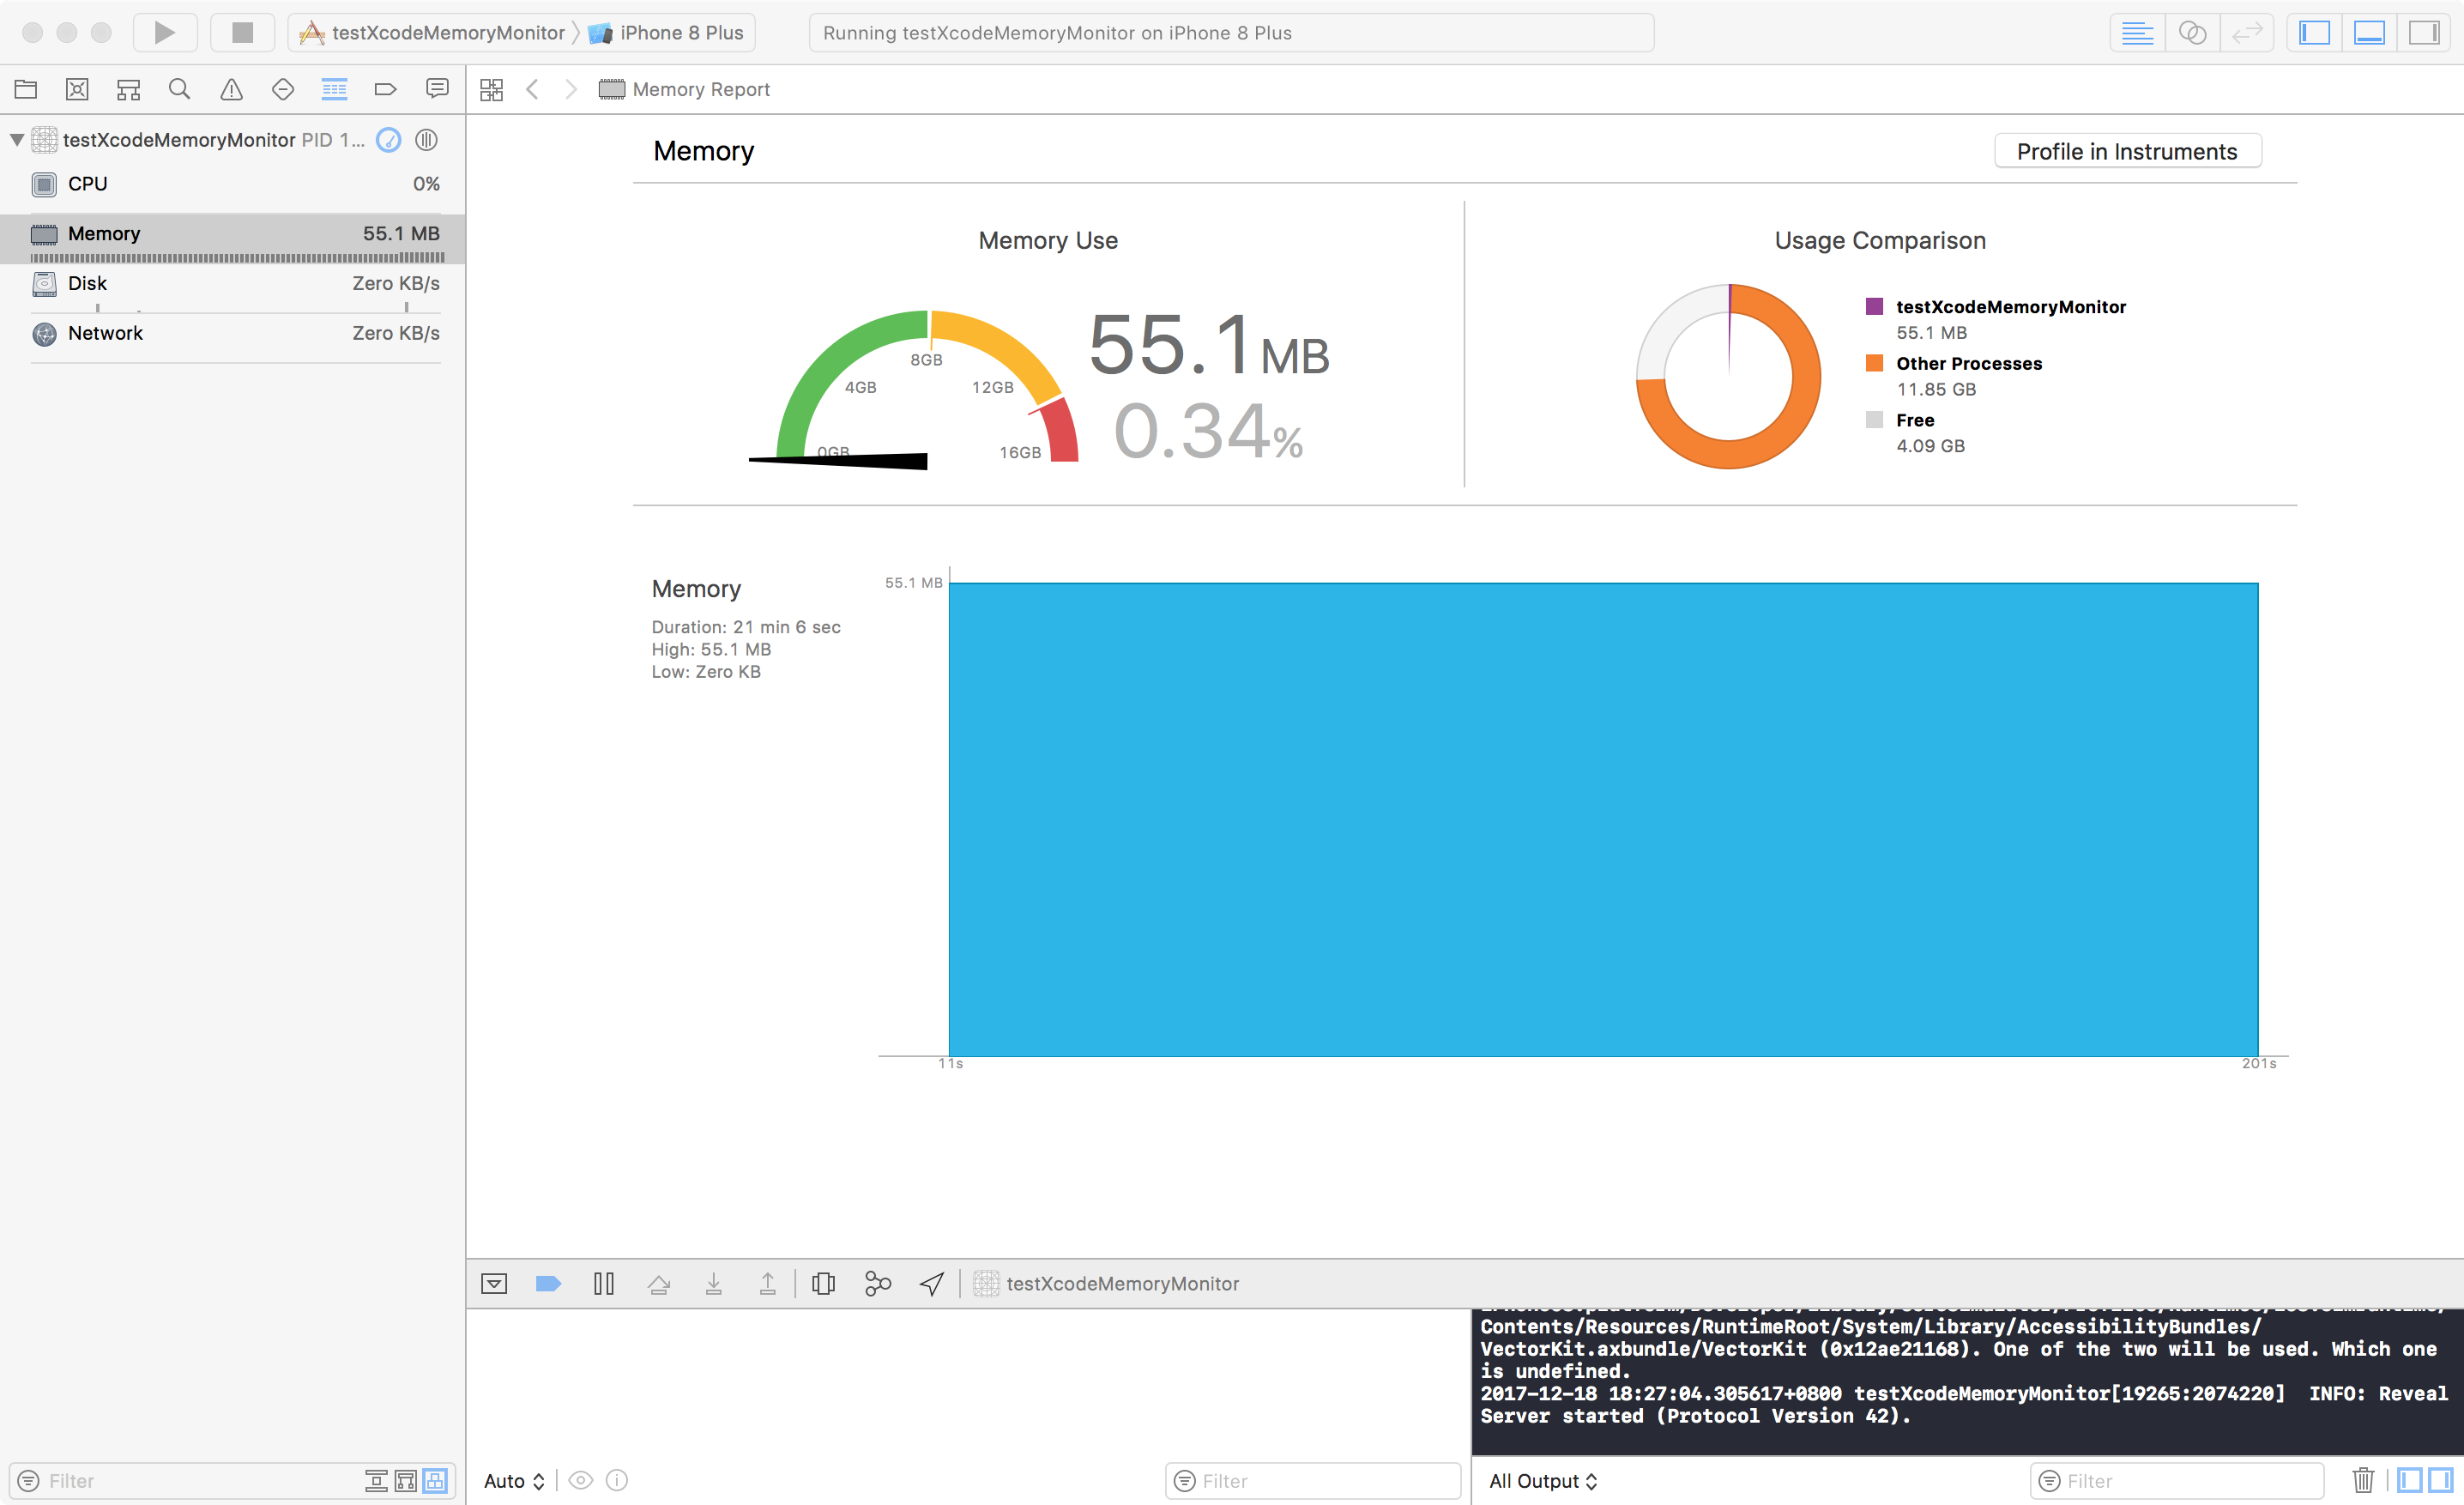 testXcodeMemoryMonitor
iPhone 8 Plus
Running testXcodeMemoryMonitor on iPhone 8 Plus
Memory Report
testXcodeMemoryMonitor PID 1...
CPU 0%
Memory 55.1 MB
Disk Zero KB/s
Network Zero KB/s
Memory
Profile in Instruments
Memory Use
0GB
4GB
8GB
12GB
16GB
55.1 MB
0.34%
Usage Comparison
testXcodeMemoryMonitor
55.1 MB
Other Processes
11.85 GB
Free
4.09 GB
Memory
Duration: 21 min 6 sec
High: 55.1 MB
Low: Zero KB
55.1 MB
11s
201s
testXcodeMemoryMonitor
Contents/Resources/RuntimeRoot/System/Library/AccessibilityBundles/
VectorKit.axbundle/VectorKit (0x12ae21168). One of the two will be used. Which one
is undefined.
2017-12-18 18:27:04.305617+0800 testXcodeMemoryMonitor[19265:2074220] INFO: Reveal
Server started (Protocol Version 42).
Filter
Auto
Filter
All Output
Filter